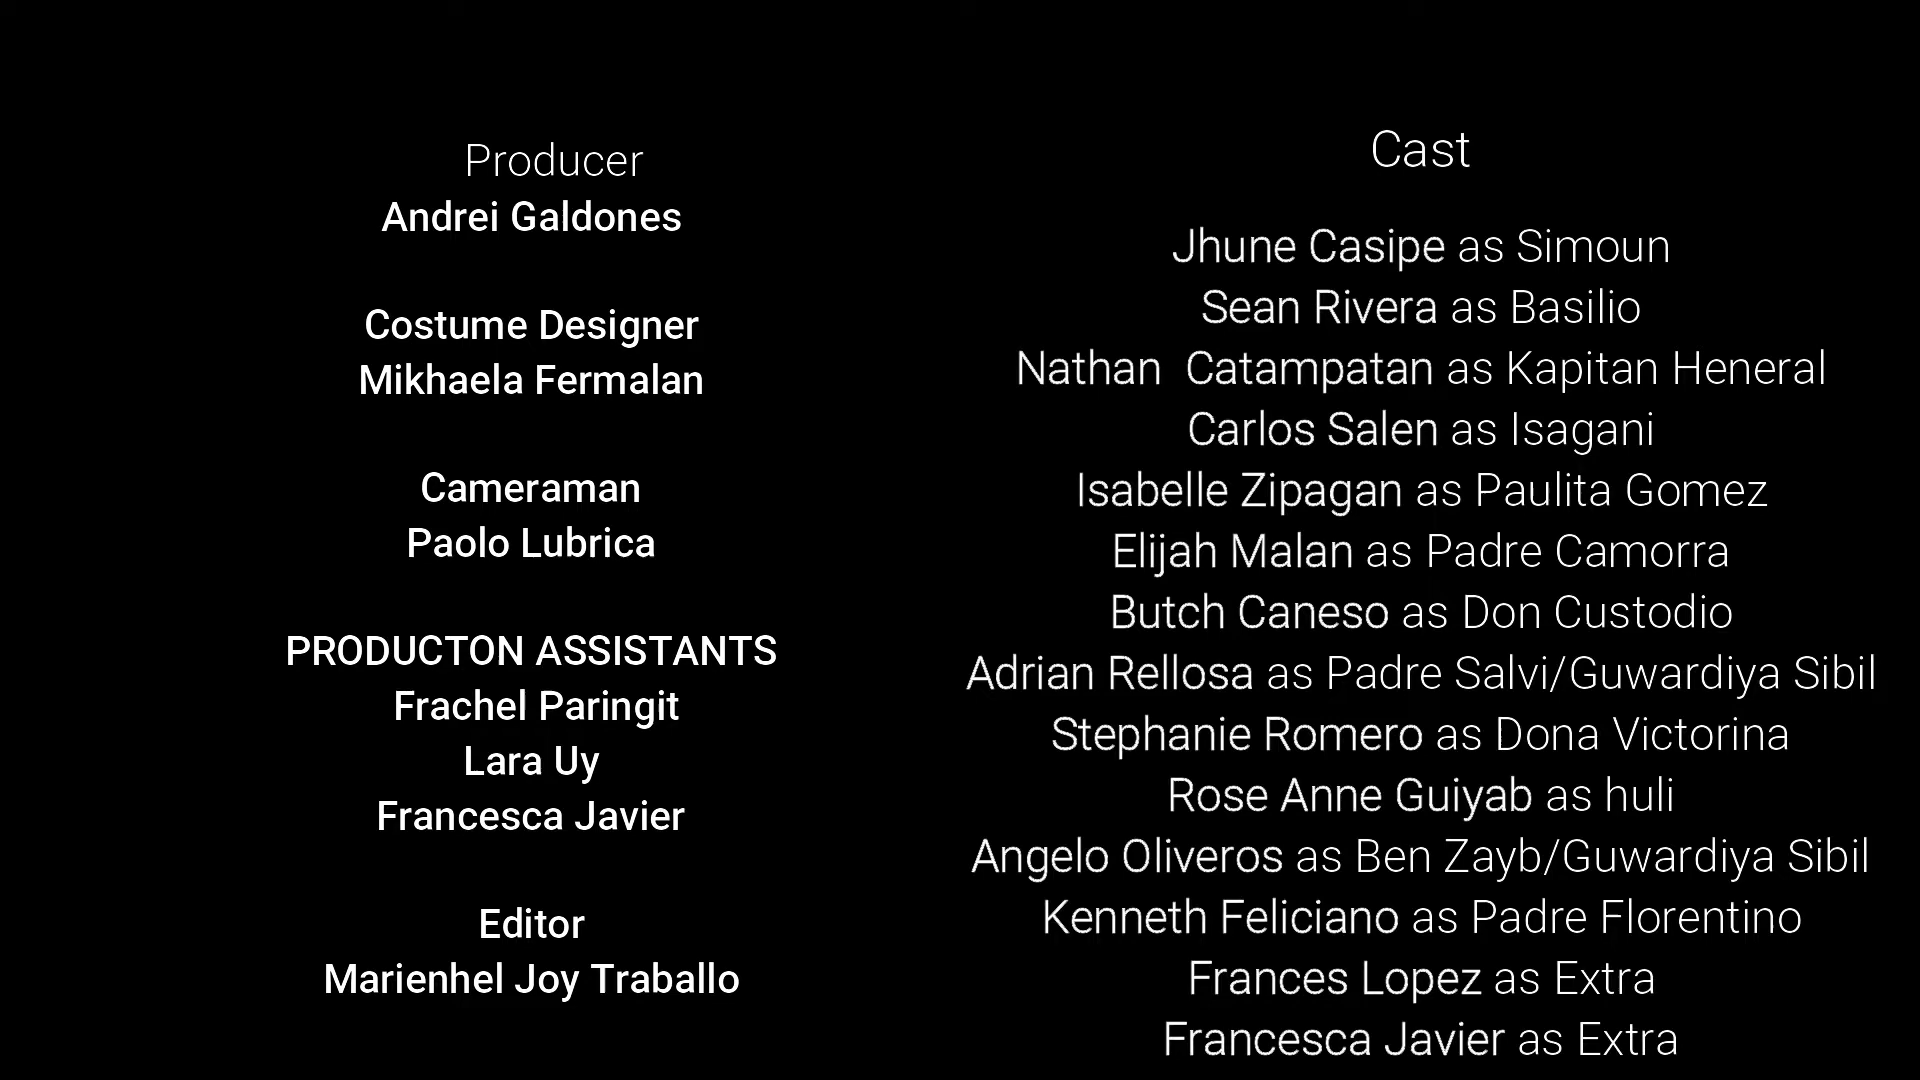 Producer
Andrei Galdones
Costume Designer
Mikhaela Fermalan
Cameraman
Paolo Lubrica
PRODUCTON ASSISTANTS
Frachel Paringit
Lara Uy
Francesca Javier
Editor
Marienhel Joy Traballo
Cast
Jhune Casipe as Simoun
Sean Rivera as Basilio
Nathan  Catampatan as Kapitan Heneral
Carlos Salen as Isagani
Isabelle Zipagan as Paulita Gomez
Elijah Malan as Padre Camorra
Butch Caneso as Don Custodio
Adrian Rellosa as Padre Salvi/Guwardiya Sibil
Stephanie Romero as Dona Victorina
Rose Anne Guiyab as huli
Angelo Oliveros as Ben Zayb/Guwardiya Sibil
Kenneth Feliciano as Padre Florentino
Frances Lopez as Extra
Francesca Javier as Extra